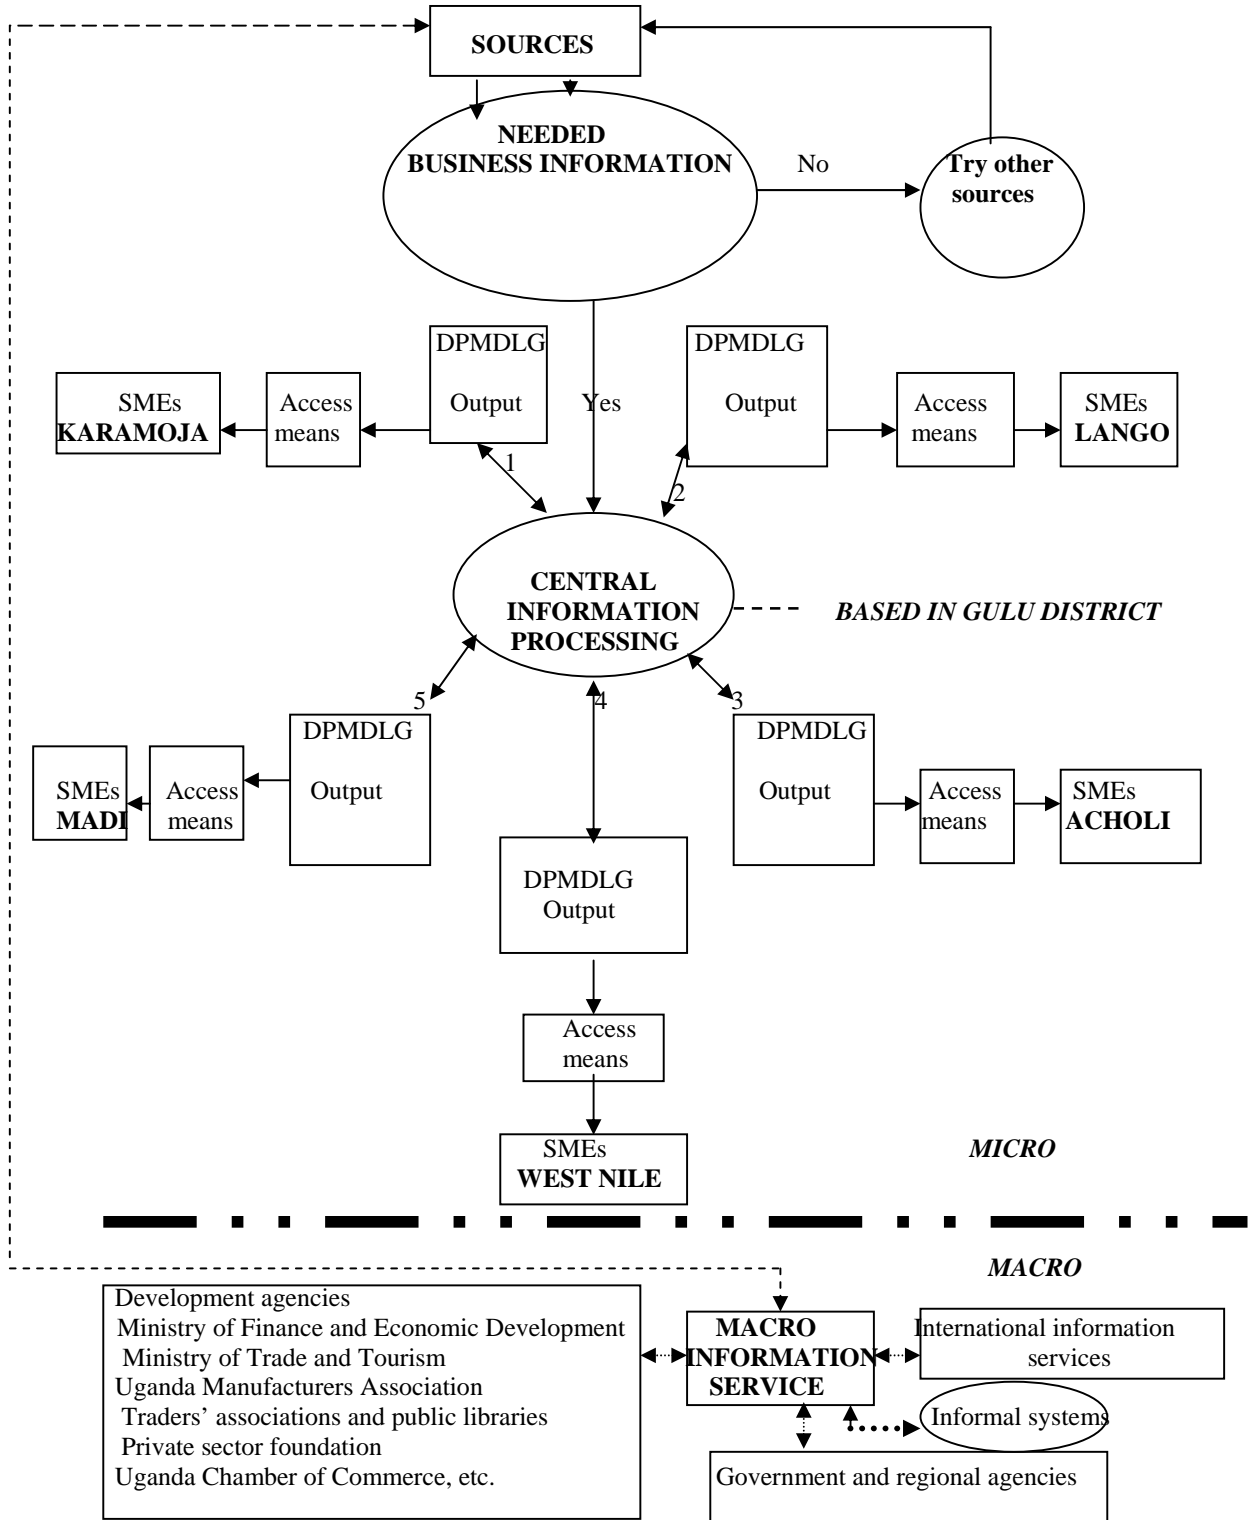 SOURCES
NEEDED
BUSINESS INFORMATION
No
Try other
sources
DPMDLG
Output
DPMDLG
Output
Yes
SMEs
KARAMOJA
Access
means
Access
means
SMEs
LANGO
1
2
CENTRAL
INFORMATION
PROCESSING
BASED IN GULU DISTRICT
5
4
3
DPMDLG
Output
DPMDLG
Output
SMEs
MADI
Access
means
Access
means
SMEs
ACHOLI
DPMDLG
Output
Access
means
SMEs
WEST NILE
MICRO
MACRO
Development agencies
Ministry of Finance and Economic Development
Ministry of Trade and Tourism
Uganda Manufacturers Association
Traders’ associations and public libraries
Private sector foundation
Uganda Chamber of Commerce, etc.
MACRO
INFORMATION
SERVICE
International information
services
Informal systems
Government and regional agencies